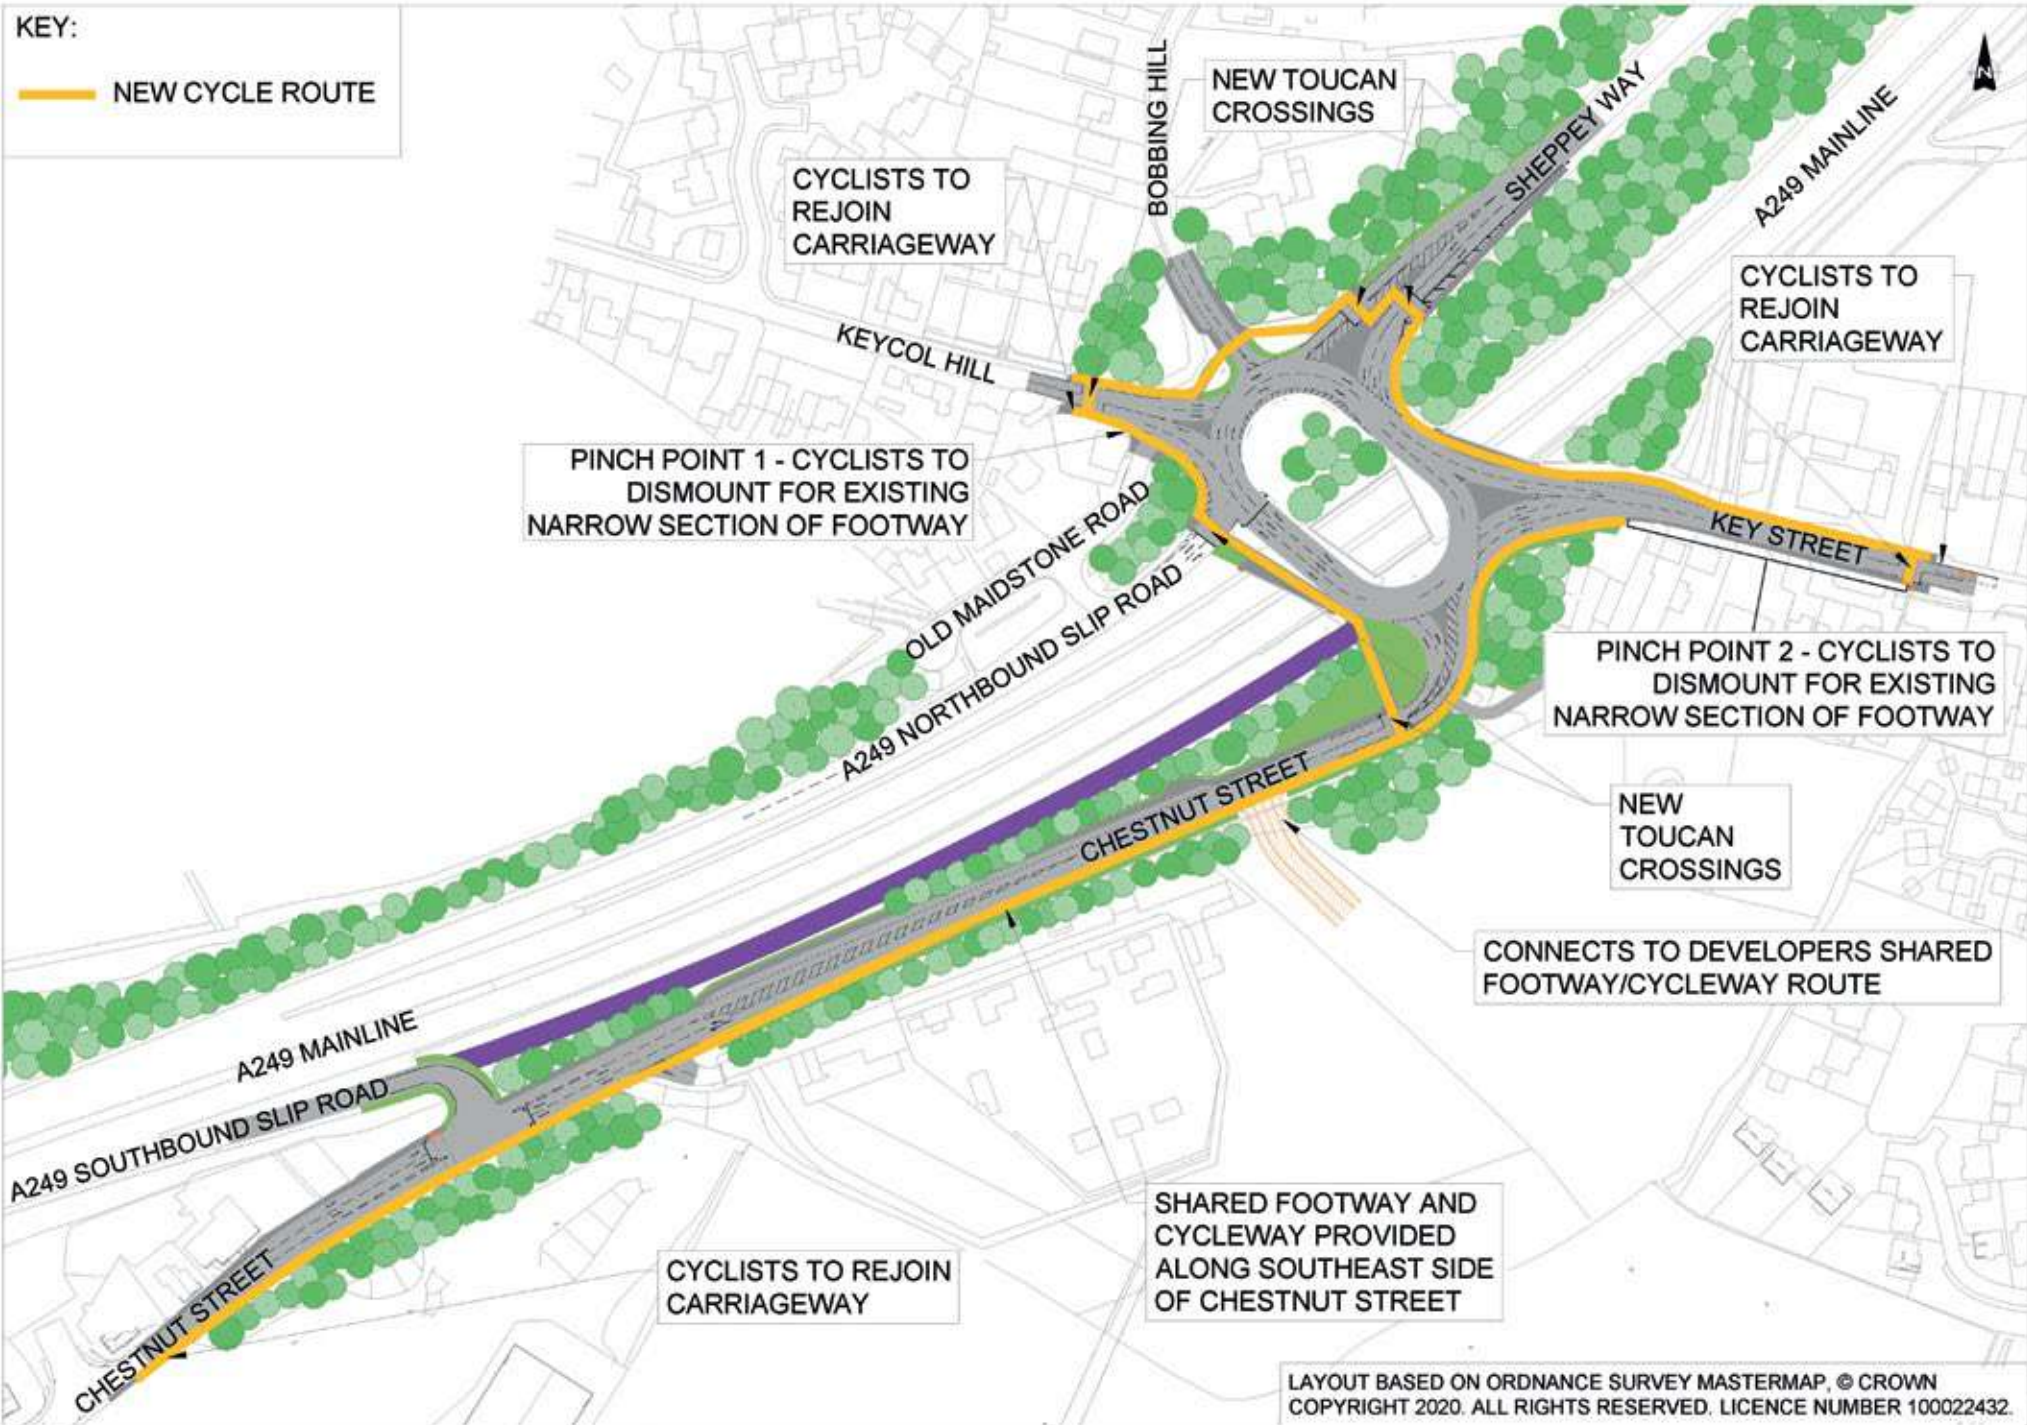 KEY:
NEW CYCLE ROUTE
BOBBING HILL
NEW TOUCAN
CROSSINGS
SHEPPEY WAY
A249 MAINLINE
N
CYCLISTS TO
REJOIN
CARRIAGEWAY
CYCLISTS TO
REJOIN
CARRIAGEWAY
KEYCOL HILL
PINCH POINT 1 - CYCLISTS TO
DISMOUNT FOR EXISTING
NARROW SECTION OF FOOTWAY
OLD MAIDSTONE ROAD
KEY STREET
A249 NORTHBOUND SLIP ROAD
PINCH POINT 2 - CYCLISTS TO
DISMOUNT FOR EXISTING
NARROW SECTION OF FOOTWAY
CHESTNUT STREET
NEW
TOUCAN
CROSSINGS
CONNECTS TO DEVELOPERS SHARED
FOOTWAY/CYCLEWAY ROUTE
A249 MAINLINE
A249 SOUTHBOUND SLIP ROAD
SHARED FOOTWAY AND
CYCLEWAY PROVIDED
ALONG SOUTHEAST SIDE
OF CHESTNUT STREET
CYCLISTS TO REJOIN
CARRIAGEWAY
CHESTNUT STREET
LAYOUT BASED ON ORDNANCE SURVEY MASTERMAP, © CROWN
COPYRIGHT 2020. ALL RIGHTS RESERVED. LICENCE NUMBER 100022432.